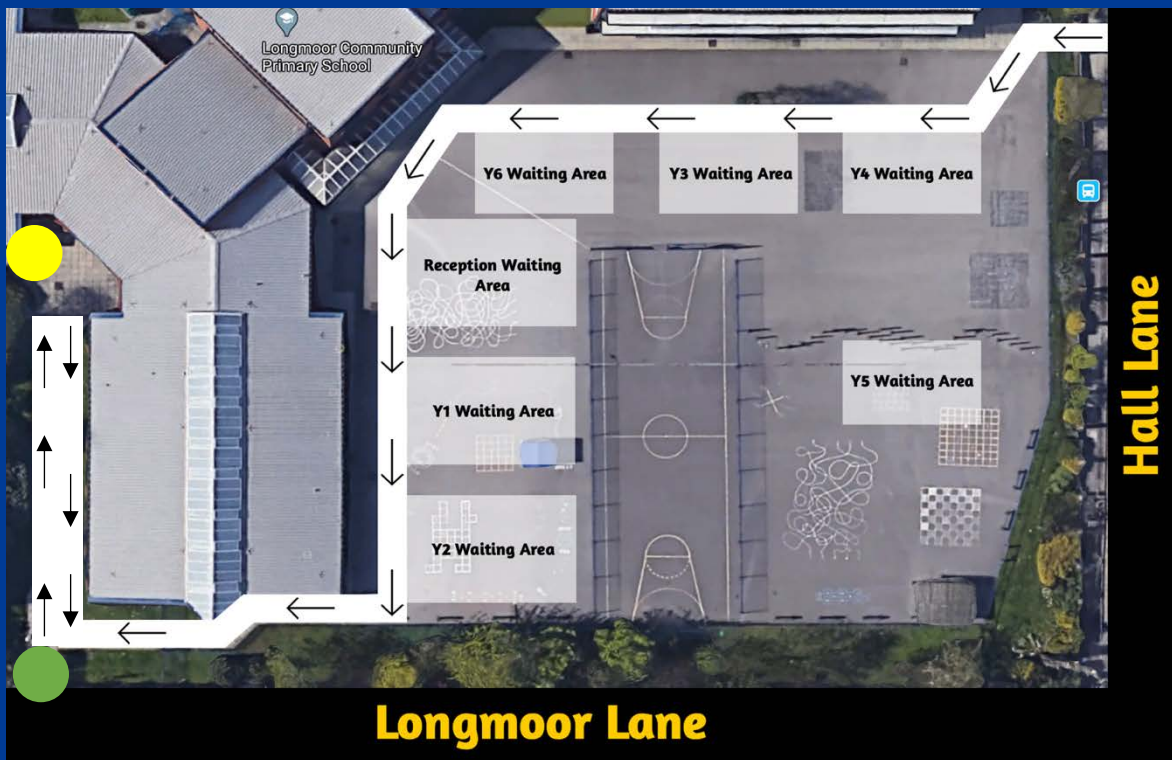 Longmoor Community
Primary School
Y6 Waiting Area
Y3 Waiting Area
Y4 Waiting Area
Reception Waiting
Area
Y1 Waiting Area
Y5 Waiting Area
Y2 Waiting Area
Hall Lane
Longmoor Lane